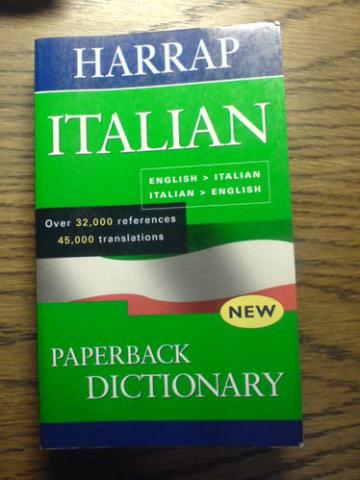 HARRAP
ITALIAN
ENGLISH > ITALIAN
ITALIAN > ENGLISH
Over 32,000 references
45,000 translations
NEW
PAPERBACK
DICTIONARY